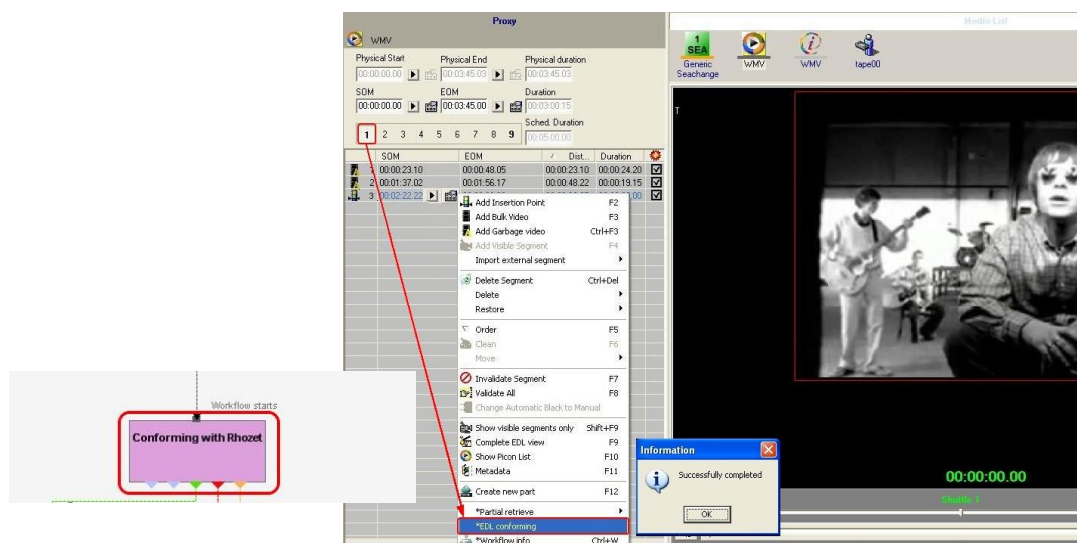 Proxy
Media List
WMV
1
SEA
Generic
Seachange
WMV
WMV
tape00
Physical Start
Physical End
Physical duration
00:00:00.00
00:03:45.03
00:03:45.03
SOM
EOM
Duration
00:00:00.00
00:03:45.00
00:03:00.15
Sched. Duration
1 2 3 4 5 6 7 8 9
00:05:00.00
T
SOM EOM / Dist... Duration
1 00:00:23.10 00:00:48.05 00:00:23.10 00:00:24.20
2 00:01:37.02 00:01:56.17 00:00:48.22 00:00:19.15
3 00:02:22.22
Add Insertion Point F2
Add Bulk Video F3
Add Garbage video Ctrl+F3
Add Visible Segment F4
Import external segment
Delete Segment Ctrl+Del
Delete
Restore
Order F5
Clean F6
Move
Invalidate Segment F7
Validate All F8
Change Automatic Black to Manual
Show visible segments only Shift+F9
Complete EDL view F9
Show Picon List F10
Metadata F11
Create new part F12
*Partial retrieve
*EDL conforming
*Workflow info Ctrl+W
Workflow starts
Conforming with Rhozet
Information
Successfully completed
OK
00:00:00.00
Shuttle 1